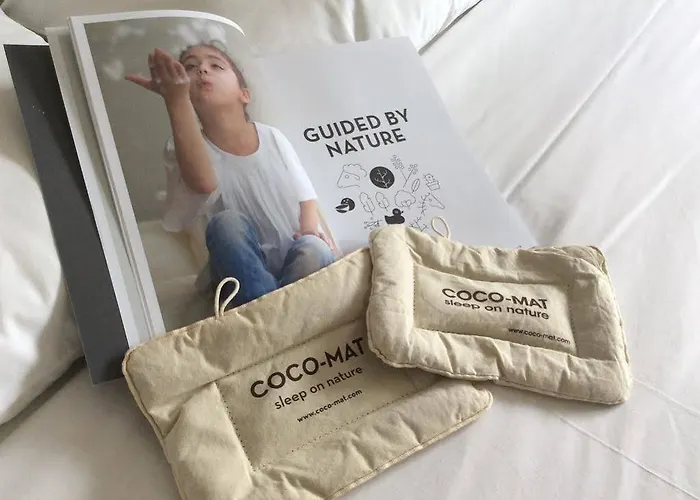 GUIDED BY
NATURE
COCO-MAT
sleep on nature
www.coco-mat.com
COCO-MAT
sleep on nature
www.coco-mat.com